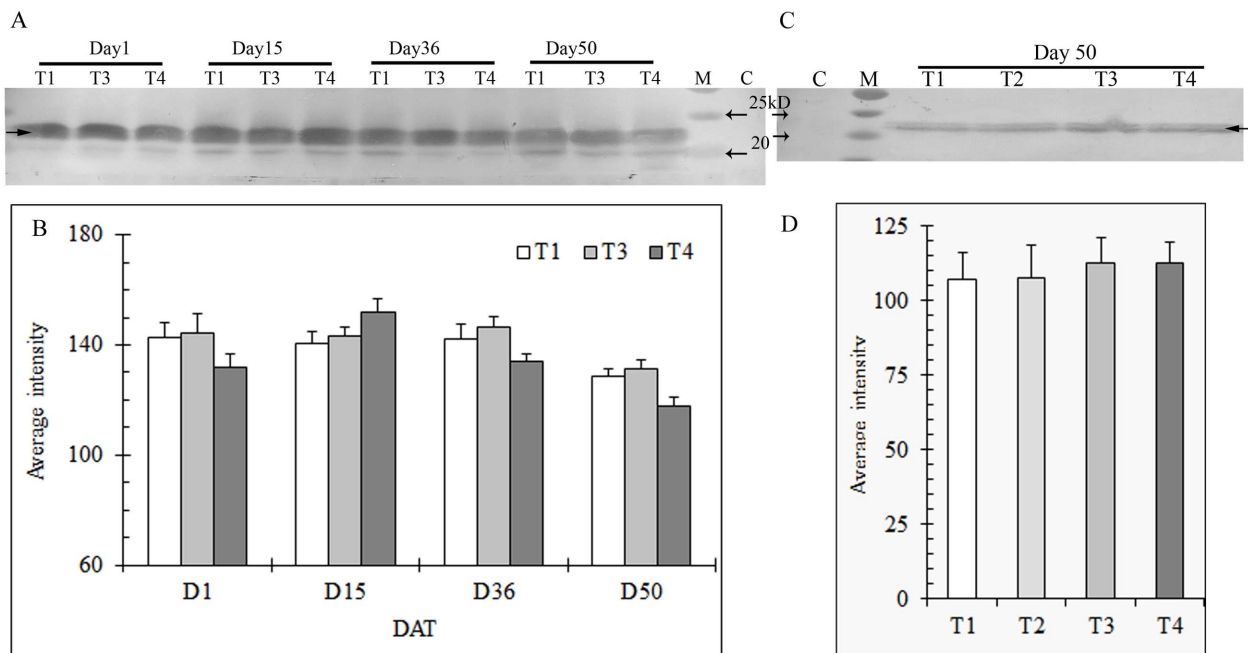 A
Day1 Day15 Day36 Day50
T1 T3 T4 T1 T3 T4 T1 T3 T4 T1 T3 T4 M C
25kD
20
C
Day 50
C M T1 T2 T3 T4
B
180
140
100
60
Average intensity
T1 T3 T4
D1 D15 D36 D50
DAT
D
125
100
75
50
25
0
Average intensity
T1 T2 T3 T4